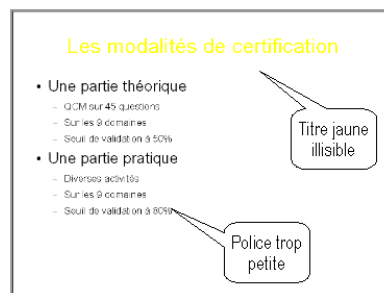 Les modalités de certification
• Une partie théorique
– QCM sur 45 questions
– Sur les 9 domaines
– Seuil de validation à 50%
• Une partie pratique
– Diverses activités
– Sur les 9 domaines
– Seuil de validation à 80%
Titre jaune
illisible
Police trop
petite